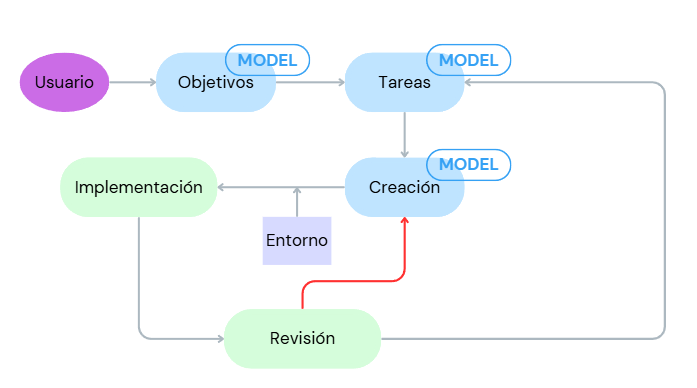 MODEL
MODEL
Usuario
Objetivos
Tareas
MODEL
Implementación
Creación
Entorno
Revisión